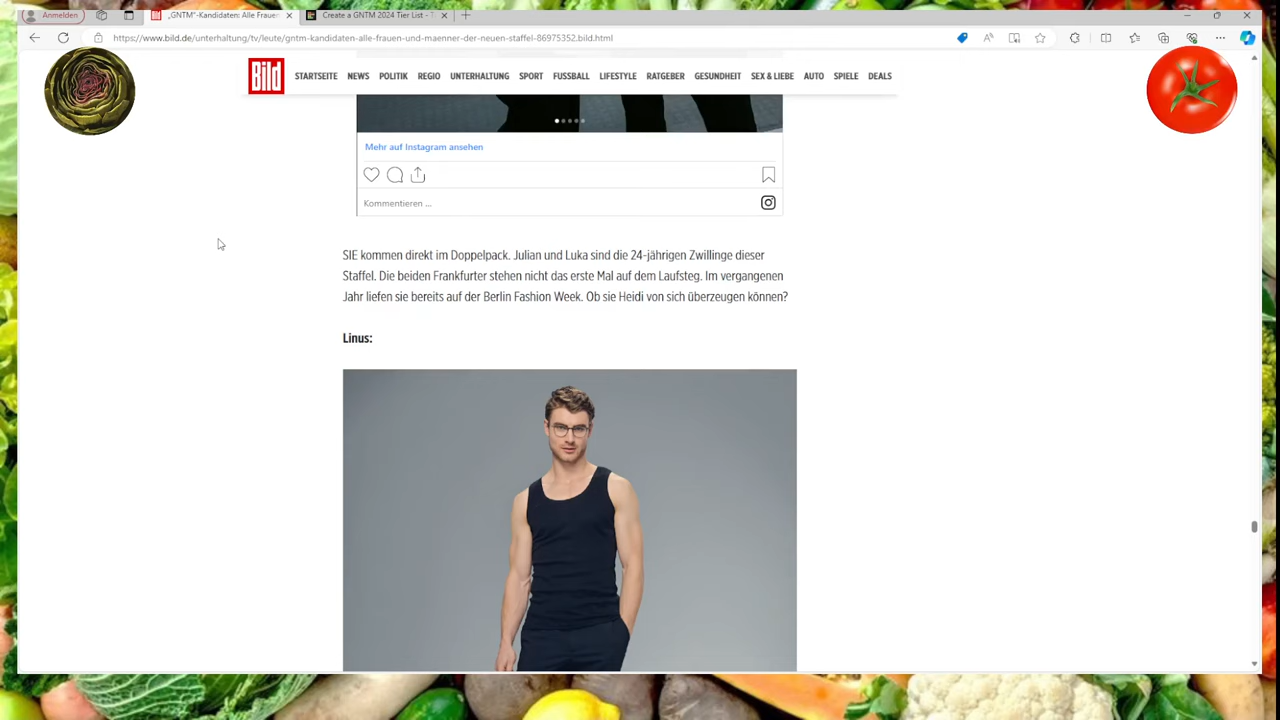 Anmelden
„GNTM"-Kandidaten: Alle Frauen
Create a GNTM 2024 Tier List - T
https://www.bild.de/unterhaltung/tv/leute/gntm-kandidaten-alle-frauen-und-maenner-der-neuen-staffel-86975352.bild.html
Bild
STARTSEITE NEWS POLITIK REGIO UNTERHALTUNG SPORT FUSSBALL LIFESTYLE RATGEBER GESUNDHEIT SEX & LIEBE AUTO SPIELE DEALS
Mehr auf Instagram ansehen
Kommentieren ...
SIE kommen direkt im Doppelpack. Julian und Luka sind die 24-jährigen Zwillinge dieser
Staffel. Die beiden Frankfurter stehen nicht das erste Mal auf dem Laufsteg. Im vergangenen
Jahr liefen sie bereits auf der Berlin Fashion Week. Ob sie Heidi von sich überzeugen können?
Linus: